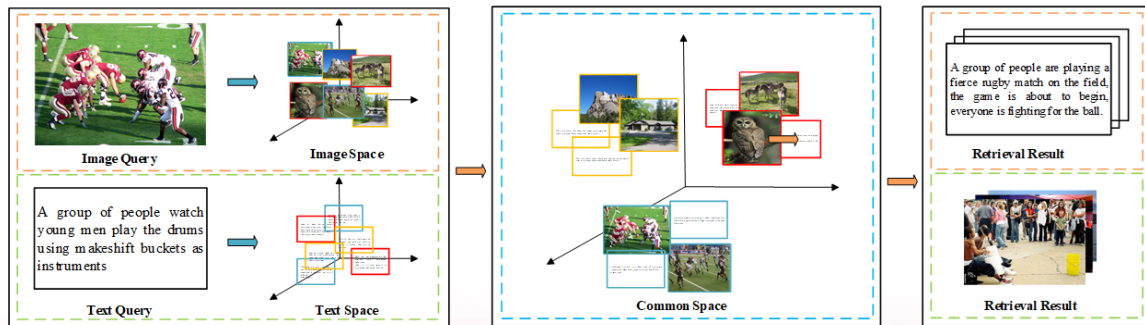 Image Query
Image Space
A group of people watch
young men play the drums
using makeshift buckets as
instruments
Text Query
Text Space
Common Space
A group of people are playing a
fierce rugby match on the field,
the game is about to begin,
everyone is fighting for the ball.
Retrieval Result
Retrieval Result